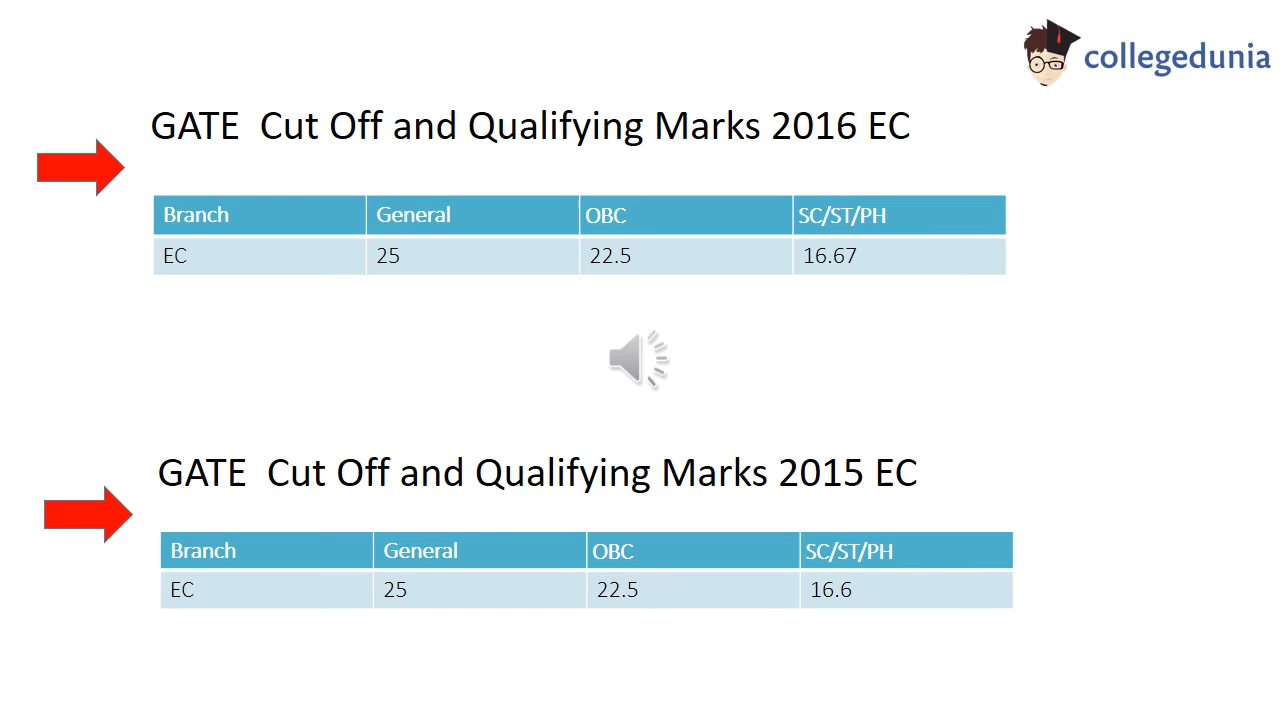 collegedunia
GATE  Cut Off and Qualifying Marks 2016 EC
Branch General OBC SC/ST/PH
EC 25 22.5 16.67
GATE  Cut Off and Qualifying Marks 2015 EC
Branch General OBC SC/ST/PH
EC 25 22.5 16.6